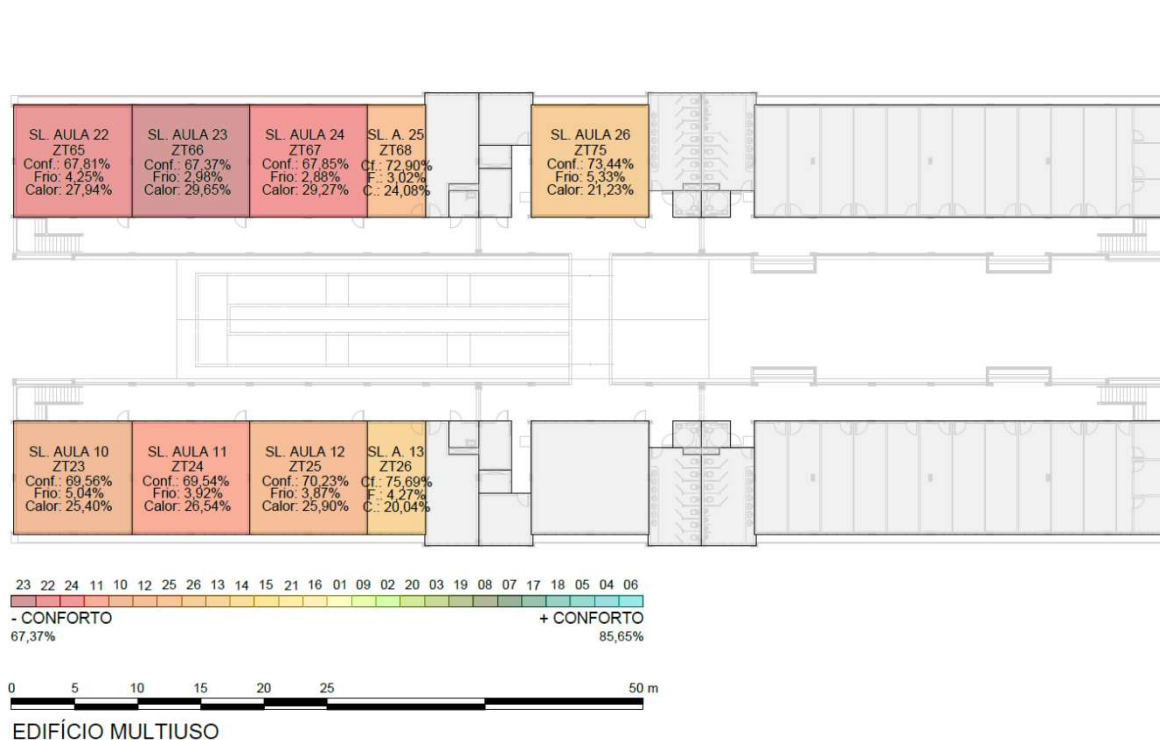 SL. AULA 22
ZT65
Conf.: 67,81%
Frio: 4,25%
Calor: 27,94%
SL. AULA 23
ZT66
Conf.: 67,37%
Frio: 2,98%
Calor: 29,65%
SL. AULA 24
ZT67
Conf.: 67,85%
Frio: 2,88%
Calor: 29,27%
SL. A. 25
ZT68
Cf.: 72,90%
F.: 3,02%
C.: 24,08%
SL. AULA 26
ZT75
Conf.: 73,44%
Frio: 5,33%
Calor: 21,23%
SL. AULA 10
ZT23
Conf.: 69,56%
Frio: 5,04%
Calor: 25,40%
SL. AULA 11
ZT24
Conf.: 69,54%
Frio: 3,92%
Calor: 26,54%
SL. AULA 12
ZT25
Conf.: 70,23%
Frio: 3,87%
Calor: 25,90%
SL. A. 13
ZT26
Cf.: 75,69%
F.: 4,27%
C.: 20,04%
23 22 24 11 10 12 25 26 13 14 15 21 16 01 09 02 20 03 19 08 07 17 18 05 04 06
- CONFORTO + CONFORTO
67,37% 85,65%
0 5 10 15 20 25 50 m
EDIFÍCIO MULTIUSO